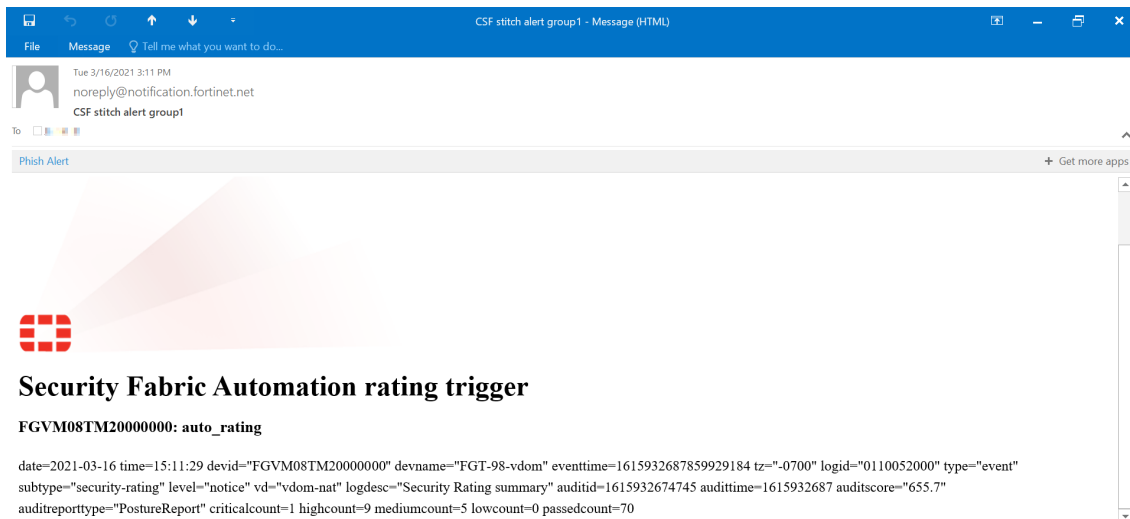 CSF stitch alert group1 - Message (HTML)
File Message Tell me what you want to do...
Tue 3/16/2021 3:11 PM
noreply@notification.fortinet.net
CSF stitch alert group1
To
Phish Alert + Get more apps
Security Fabric Automation rating trigger
FGVM08TM20000000: auto_rating
date=2021-03-16 time=15:11:29 devid="FGVM08TM20000000" devname="FGT-98-vdom" eventtime=1615932687859929184 tz="-0700" logid="0110052000" type="event"
subtype="security-rating" level="notice" vd="vdom-nat" logdesc="Security Rating summary" auditid=1615932674745 audittime=1615932687 auditscore="655.7"
auditreporttype="PostureReport" criticalcount=1 highcount=9 mediumcount=5 lowcount=0 passedcount=70